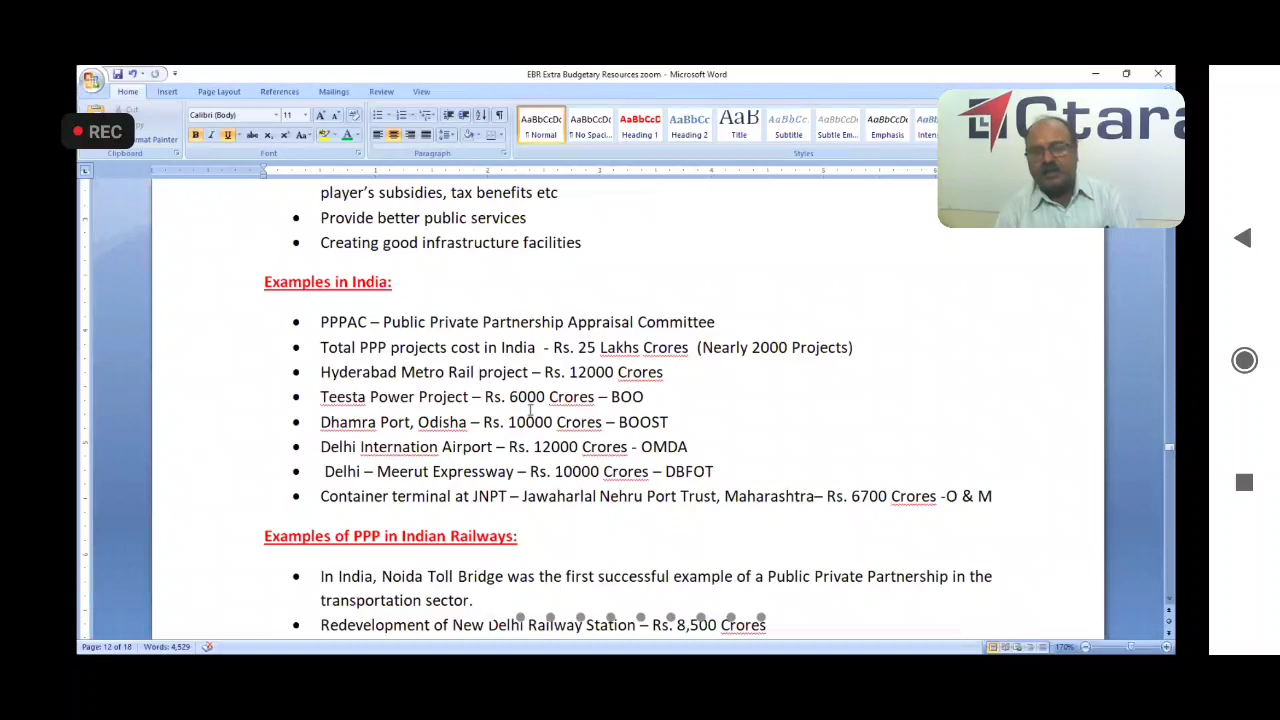 EBR Extra Budgetary Resources zoom - Microsoft Word
Home Insert Page Layout References Mailings Review View
Cut
Format Painter
Calibri (Body) 11
AaBbCcDc AaBbCcDc AaBbCc AaBbCc AaB AaBbCcL AaBbCcDc AaBbCcDc
¶ Normal ¶ No Spaci... Heading 1 Heading 2 Title Subtitle Subtle Em... Emphasis
Clipboard Font Paragraph Styles
REC
Ctara
player's subsidies, tax benefits etc
• Provide better public services
• Creating good infrastructure facilities
Examples in India:
• PPPAC – Public Private Partnership Appraisal Committee
• Total PPP projects cost in India - Rs. 25 Lakhs Crores (Nearly 2000 Projects)
• Hyderabad Metro Rail project – Rs. 12000 Crores
• Teesta Power Project – Rs. 6000 Crores – BOO
• Dhamra Port, Odisha – Rs. 10000 Crores – BOOST
• Delhi Internation Airport – Rs. 12000 Crores - OMDA
• Delhi – Meerut Expressway – Rs. 10000 Crores – DBFOT
• Container terminal at JNPT – Jawaharlal Nehru Port Trust, Maharashtra– Rs. 6700 Crores -O & M
Examples of PPP in Indian Railways:
• In India, Noida Toll Bridge was the first successful example of a Public Private Partnership in the
transportation sector.
• Redevelopment of New Delhi Railway Station – Rs. 8,500 Crores
Page: 12 of 18 Words: 4,529 170%